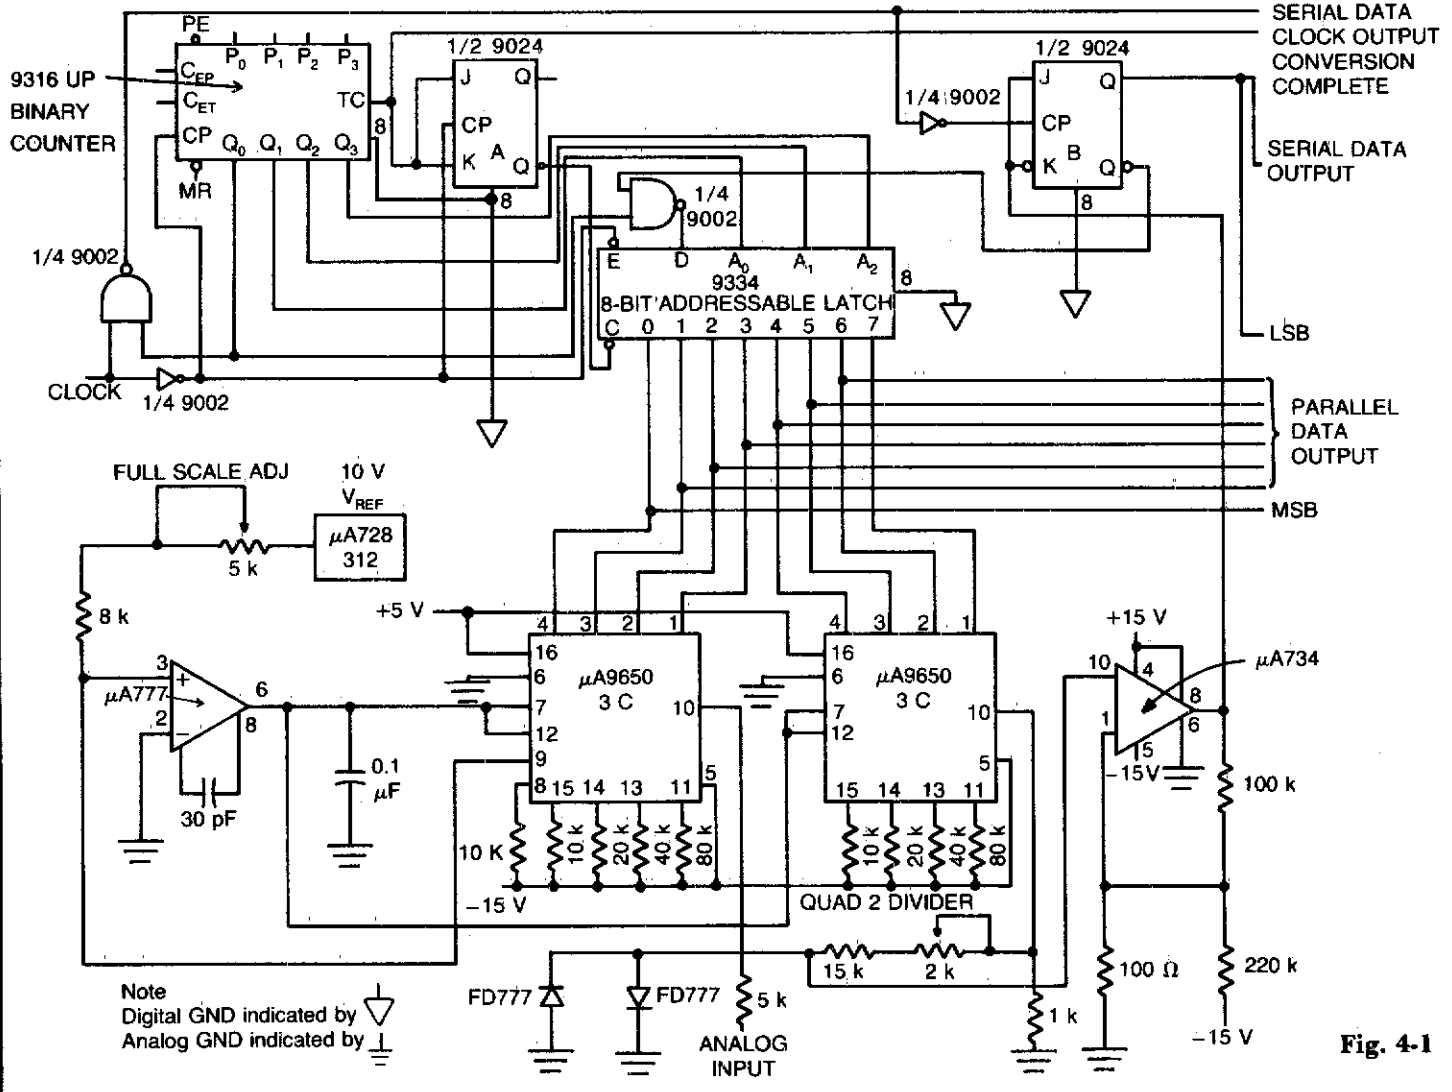 SERIAL DATA
CLOCK OUTPUT
CONVERSION
COMPLETE
PE
P0 P1 P2 P3
CEP
CET
CP
TC
Q0 Q1 Q2 Q3
MR
8
9316 UP
BINARY
COUNTER
1/2 9024
J Q
CP
K A Q
8
1/4 9002
1/2 9024
J Q
CP
K B Q
8
SERIAL DATA
OUTPUT
1/4
9002
1/4 9002
E D A0 A1 A2
9334
8-BIT ADDRESSABLE LATCH
C 0 1 2 3 4 5 6 7
8
CLOCK
1/4 9002
LSB
PARALLEL
DATA
OUTPUT
MSB
FULL SCALE ADJ
10 V
VREF
µA728
312
5 k
8 k
+5 V
3
+
µA777
2
−
6
8
30 pF
0.1
µF
4 3 2 1
16
6
7
12
9
8
µA9650
3 C
10
5
15 14 13 11
10 K
10 k
20 k
40 k
80 k
−15 V
4 3 2 1
16
6
7
12
µA9650
3 C
10
5
15 14 13 11
10 k
20 k
40 k
80 k
QUAD 2 DIVIDER
+15 V
10
4
µA734
8
1
6
5
−15V
100 k
15 k
2 k
FD777
FD777
5 k
1 k
100 Ω
220 k
−15 V
ANALOG
INPUT
Note
Digital GND indicated by
Analog GND indicated by
Fig. 4-1